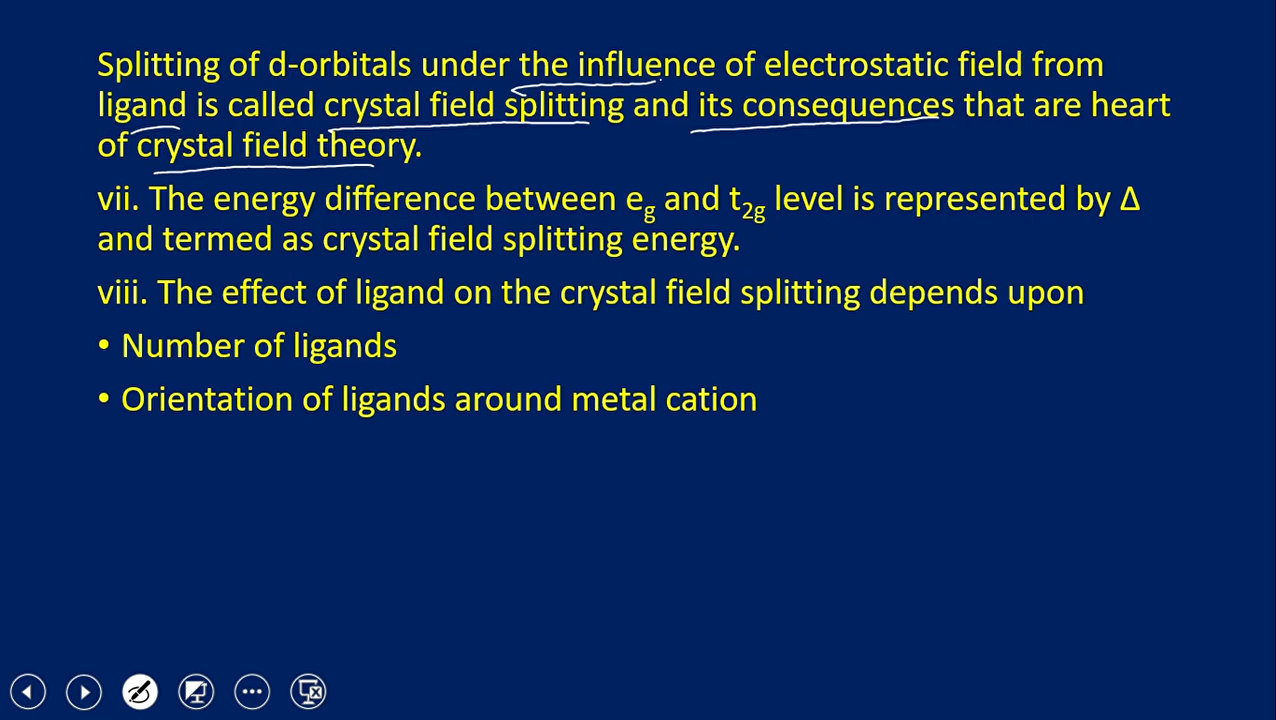 Splitting of d-orbitals under the influence of electrostatic field from
ligand is called crystal field splitting and its consequences that are heart
of crystal field theory.
vii. The energy difference between e₉ and t₂g level is represented by Δ
and termed as crystal field splitting energy.
viii. The effect of ligand on the crystal field splitting depends upon
• Number of ligands
• Orientation of ligands around metal cation